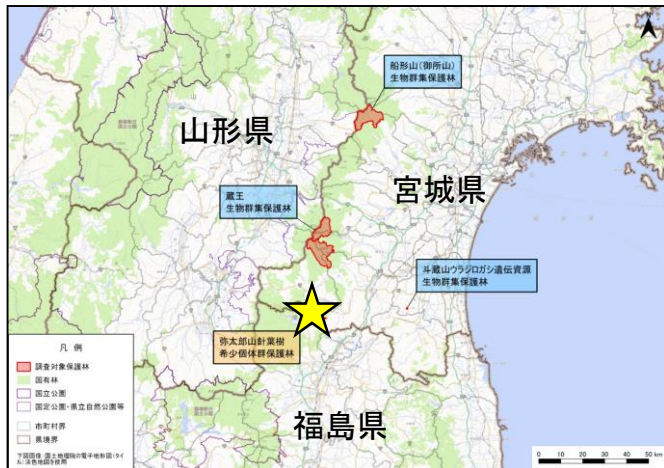 船形山(御所山)
生物群集保護林
山形県
宮城県
蔵王
生物群集保護林
斗蔵山ウラジロガシ遺伝資源
生物群集保護林
弥太郎山針葉樹
希少個体群保護林
福島県
凡 例
調査対象保護林
国有林
国立公園
国定公園・県立自然公園等
市町村界
県境界
0 10 20 30 40 50 km